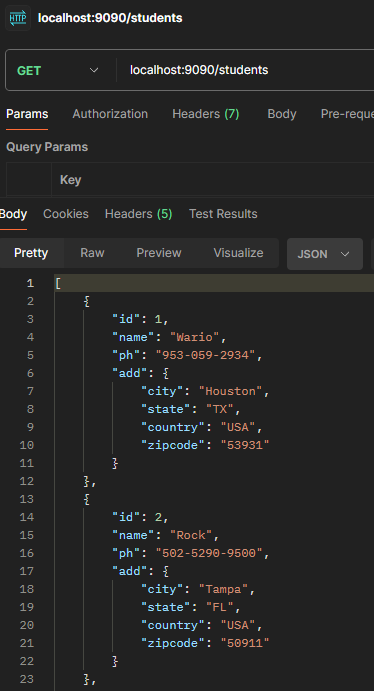 HTTP localhost:9090/students
GET localhost:9090/students
Params Authorization Headers (7) Body Pre-reque
Query Params
Key
Body Cookies Headers (5) Test Results
Pretty Raw Preview Visualize JSON
1 [
2 {
3 "id": 1,
4 "name": "Wario",
5 "ph": "953-059-2934",
6 "add": {
7 "city": "Houston",
8 "state": "TX",
9 "country": "USA",
10 "zipcode": "53931"
11 }
12 },
13 {
14 "id": 2,
15 "name": "Rock",
16 "ph": "502-5290-9500",
17 "add": {
18 "city": "Tampa",
19 "state": "FL",
20 "country": "USA",
21 "zipcode": "50911"
22 }
23 },